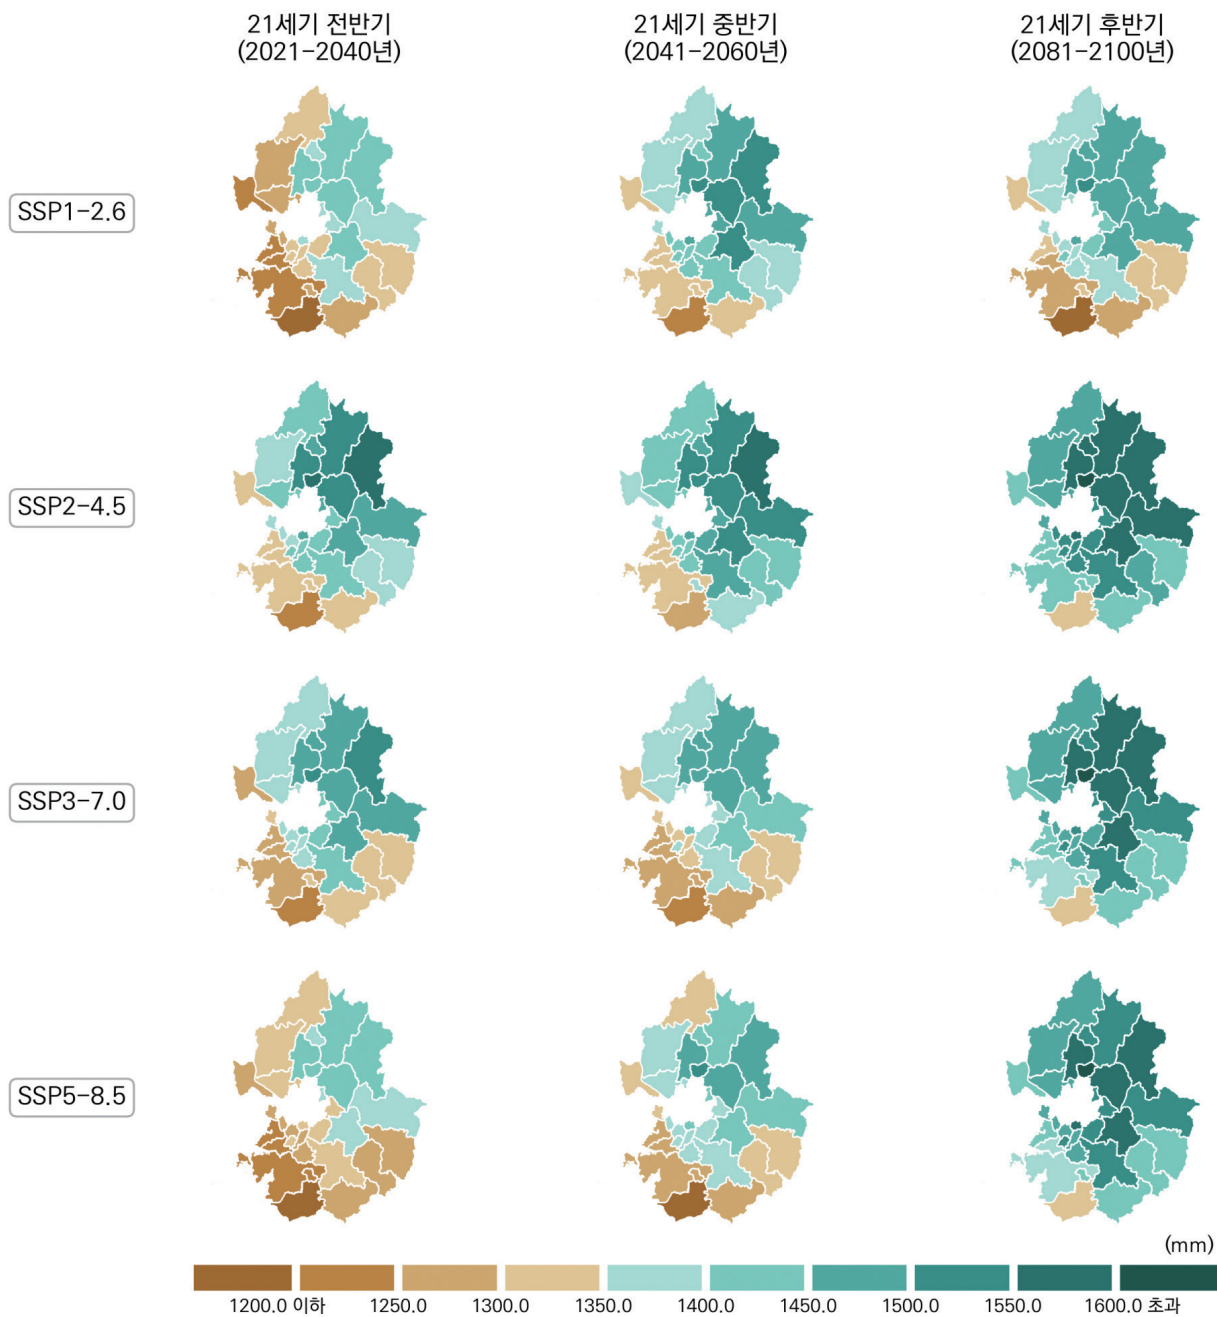 21세기 전반기
(2021-2040년)
21세기 중반기
(2041-2060년)
21세기 후반기
(2081-2100년)
SSP1-2.6
SSP2-4.5
SSP3-7.0
SSP5-8.5
(mm)
1200.0 이하 1250.0 1300.0 1350.0 1400.0 1450.0 1500.0 1550.0 1600.0 초과